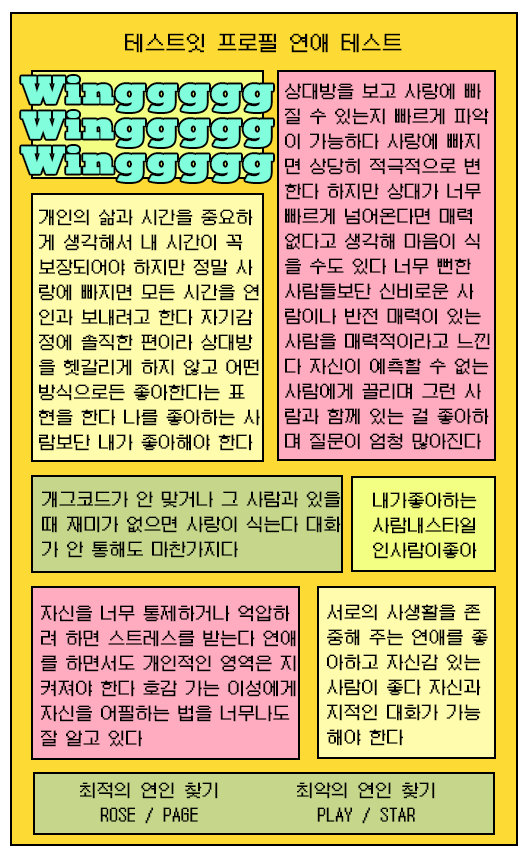 테스트잇 프로필 연애 테스트
Winggggg
Winggggg
Winggggg
개인의 삶과 시간을 중요하
게 생각해서 내 시간이 꼭
보장되어야 하지만 정말 사
랑에 빠지면 모든 시간을 연
인과 보내려고 한다 자기감
정에 솔직한 편이라 상대방
을 헷갈리게 하지 않고 어떤
방식으로든 좋아한다는 표
현을 한다 나를 좋아하는 사
람보단 내가 좋아해야 한다
상대방을 보고 사랑에 빠
질 수 있는지 빠르게 파악
이 가능하다 사랑에 빠지
면 상당히 적극적으로 변
한다 하지만 상대가 너무
빠르게 넘어온다면 매력
없다고 생각해 마음이 식
을 수도 있다 너무 뻔한
사람들보단 신비로운 사
람이나 반전 매력이 있는
사람을 매력적이라고 느낀
다 자신이 예측할 수 없는
사람에게 끌리며 그런 사
람과 함께 있는 걸 좋아하
며 질문이 엄청 많아진다
개그코드가 안 맞거나 그 사람과 있을
때 재미가 없으면 사랑이 식는다 대화
가 안 통해도 마찬가지다
내가좋아하는
사람내스타일
인사람이좋아
자신을 너무 통제하거나 억압하
려 하면 스트레스를 받는다 연애
를 하면서도 개인적인 영역은 지
켜져야 한다 호감 가는 이성에게
자신을 어필하는 법을 너무나도
잘 알고 있다
서로의 사생활을 존
중해 주는 연애를 좋
아하고 자신감 있는
사람이 좋다 자신과
지적인 대화가 가능
해야 한다
최적의 연인 찾기
ROSE / PAGE
최악의 연인 찾기
PLAY / STAR